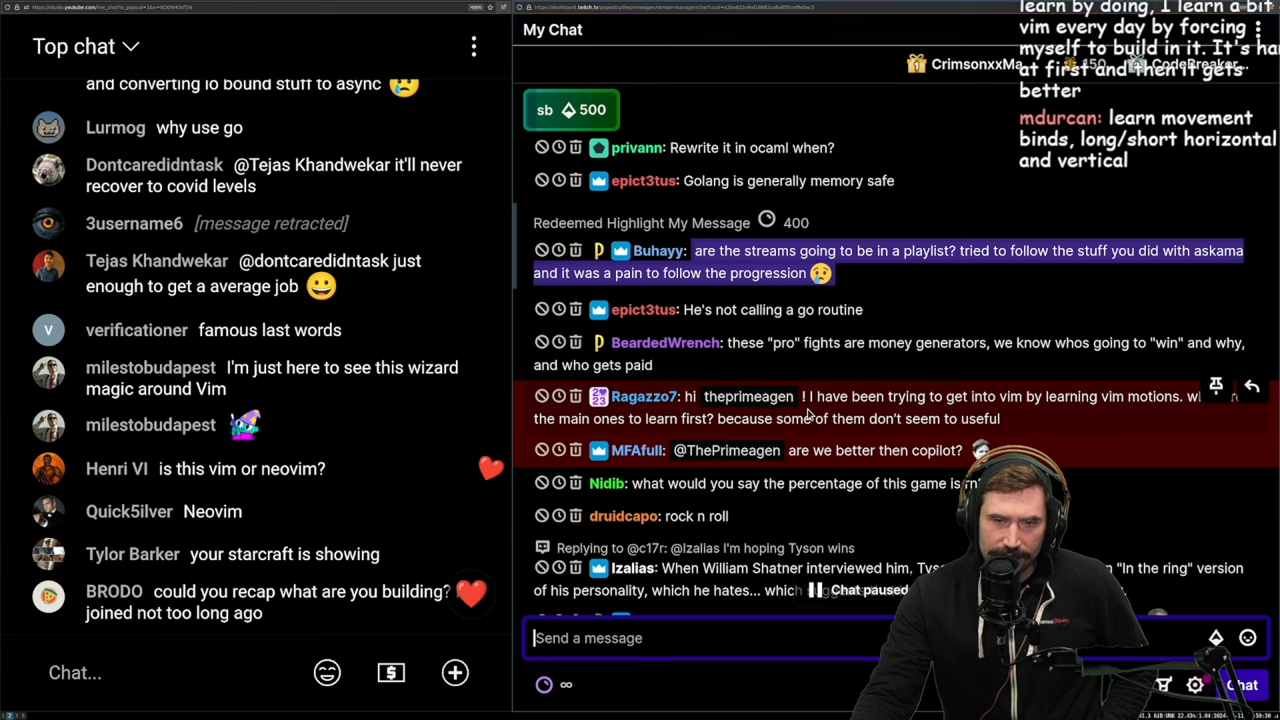 Top chat
and converting io bound stuff to async
Lurmog why use go
Dontcaredidntask @Tejas Khandwekar it'll never
recover to covid levels
3username6 [message retracted]
Tejas Khandwekar @dontcaredidntask just
enough to get a average job
V verificationer famous last words
milestobudapest I'm just here to see this wizard
magic around Vim
milestobudapest
Henri VI is this vim or neovim?
Quick5ilver Neovim
Tylor Barker your starcraft is showing
BRODO could you recap what are you building? I
joined not too long ago
Chat...
My Chat
CrimsonxxMa
150
CodeBreaker...
sb 500
privann: Rewrite it in ocaml when?
epict3tus: Golang is generally memory safe
Redeemed Highlight My Message 400
Buhayy: are the streams going to be in a playlist? tried to follow the stuff you did with askama
and it was a pain to follow the progression
epict3tus: He's not calling a go routine
BeardedWrench: these "pro" fights are money generators, we know whos going to "win" and why,
and who gets paid
Ragazzo7: hi theprimeagen ! I have been trying to get into vim by learning vim motions.
the main ones to learn first? because some of them don't seem to useful
MFAfull: @ThePrimeagen are we better then copilot?
Nidib: what would you say the percentage of this game is
druidcapo: rock n roll
Replying to @c17r: @Izalias I'm hoping Tyson wins
Izalias: When William Shatner interviewed him, "In the ring" version
of his personality, which he hates... which
Chat paused
Send a message
Chat
learn by doing, I learn a bit
vim every day by forcing
myself to build in it. It's ha
at first and then it gets
better
mdurcan: learn movement
binds, long/short horizontal
and vertical